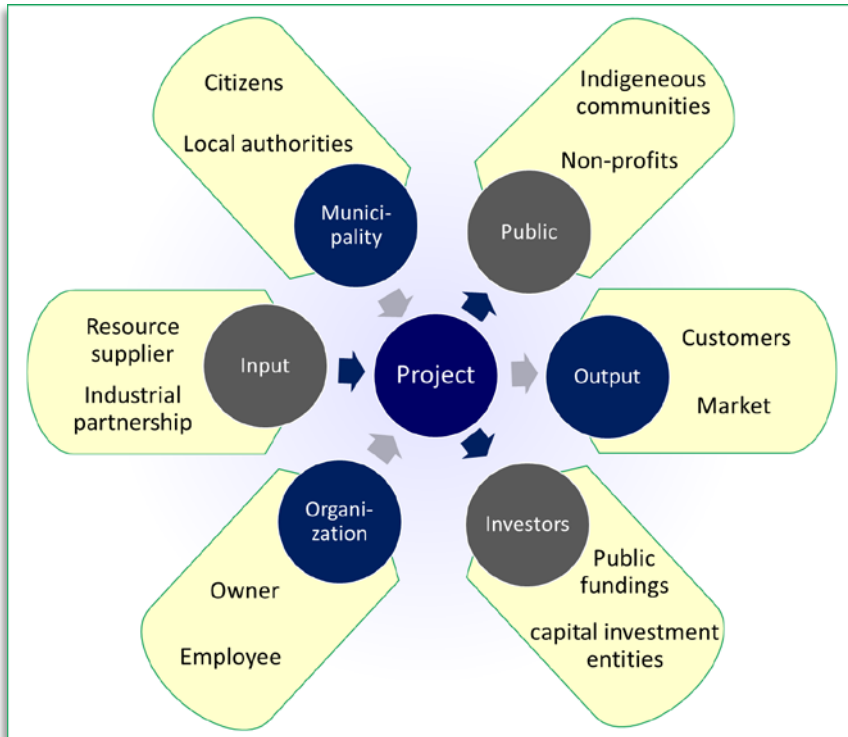 Citizens
Local authorities
Munici-
pality
Indigeneous
communities
Non-profits
Public
Resource
supplier
Industrial
partnership
Input
Project
Output
Customers
Market
Organi-
zation
Owner
Employee
Investors
Public
fundings
capital investment
entities